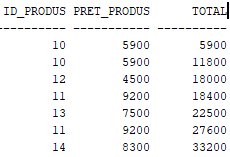 ID_PRODUS PRET_PRODUS TOTAL
---------- ----------- ----------
10 5900 5900
10 5900 11800
12 4500 18000
11 9200 18400
13 7500 22500
11 9200 27600
14 8300 33200